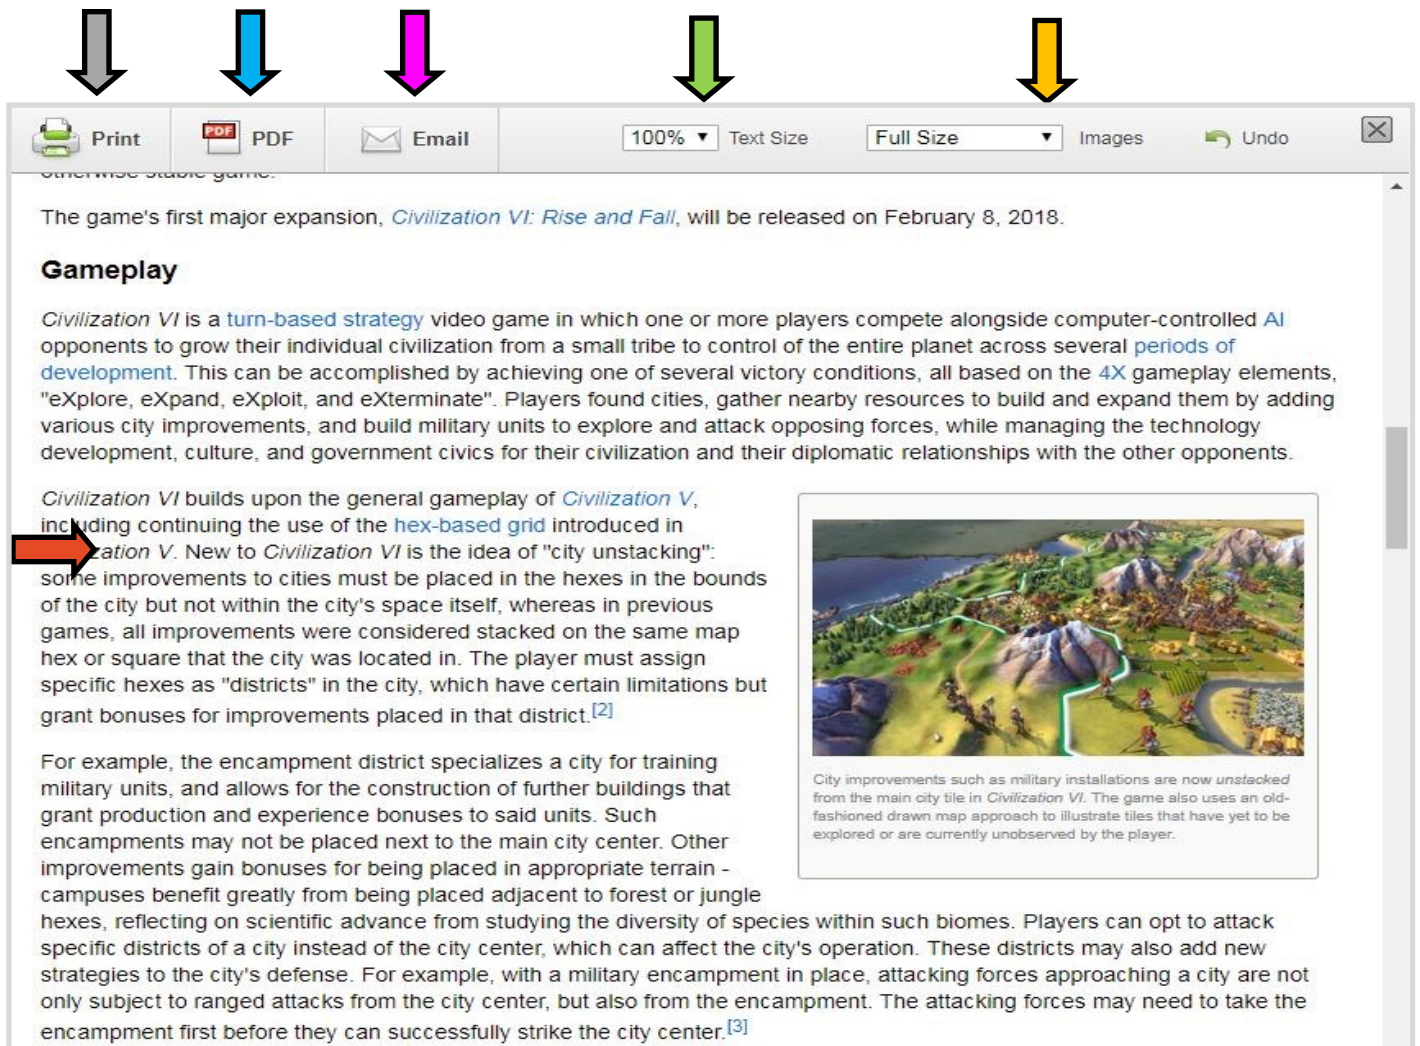 Print PDF Email 100% Text Size Full Size Images Undo
otherwise stable game.
The game's first major expansion, Civilization VI: Rise and Fall, will be released on February 8, 2018.
Gameplay
Civilization VI is a turn-based strategy video game in which one or more players compete alongside computer-controlled AI
opponents to grow their individual civilization from a small tribe to control of the entire planet across several periods of
development. This can be accomplished by achieving one of several victory conditions, all based on the 4X gameplay elements,
"eXplore, eXpand, eXploit, and eXterminate". Players found cities, gather nearby resources to build and expand them by adding
various city improvements, and build military units to explore and attack opposing forces, while managing the technology
development, culture, and government civics for their civilization and their diplomatic relationships with the other opponents.
Civilization VI builds upon the general gameplay of Civilization V,
including continuing the use of the hex-based grid introduced in
zation V. New to Civilization VI is the idea of "city unstacking":
some improvements to cities must be placed in the hexes in the bounds
of the city but not within the city's space itself, whereas in previous
games, all improvements were considered stacked on the same map
hex or square that the city was located in. The player must assign
specific hexes as "districts" in the city, which have certain limitations but
grant bonuses for improvements placed in that district.[2]
City improvements such as military installations are now unstacked
from the main city tile in Civilization VI. The game also uses an old-
fashioned drawn map approach to illustrate tiles that have yet to be
explored or are currently unobserved by the player.
For example, the encampment district specializes a city for training
military units, and allows for the construction of further buildings that
grant production and experience bonuses to said units. Such
encampments may not be placed next to the main city center. Other
improvements gain bonuses for being placed in appropriate terrain -
campuses benefit greatly from being placed adjacent to forest or jungle
hexes, reflecting on scientific advance from studying the diversity of species within such biomes. Players can opt to attack
specific districts of a city instead of the city center, which can affect the city's operation. These districts may also add new
strategies to the city's defense. For example, with a military encampment in place, attacking forces approaching a city are not
only subject to ranged attacks from the city center, but also from the encampment. The attacking forces may need to take the
encampment first before they can successfully strike the city center.[3]